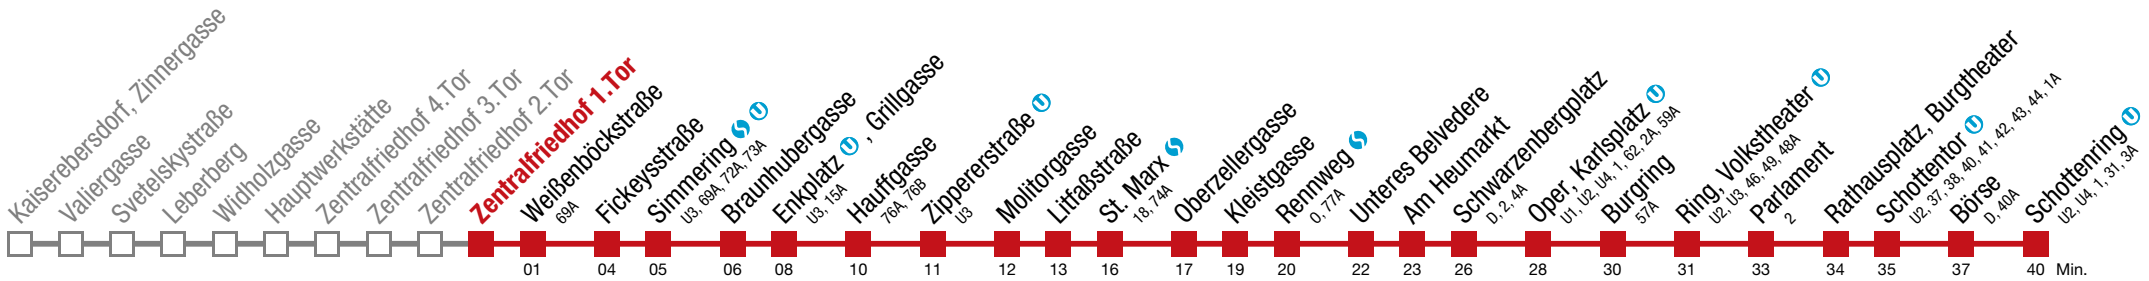 Kaiserebersdorf, Zinnergasse
Valiergasse
Svetelskystraße
Leberberg
Widholzgasse
Hauptwerkstätte
Zentralfriedhof 4.Tor
Zentralfriedhof 3.Tor
Zentralfriedhof 2.Tor
Zentralfriedhof 1.Tor
Weißenböckstraße
69A
Fickeysstraße
Simmering
U3, 69A, 72A, 73A
Braunhubergasse
Enkplatz U, Grillgasse
U3, 15A
Hauffgasse
76A, 76B
Zippererstraße U
U3
Molitorgasse
Litfaßstraße
St. Marx
18, 74A
Oberzellergasse
Kleistgasse
Rennweg
O, 77A
Unteres Belvedere
Am Heumarkt
Schwarzenbergplatz
D, 2, 4A
Oper, Karlsplatz U
U1, U2, U4, 1, 62, 2A, 59A
Burgring
57A
Ring, Volkstheater U
U2, U3, 46, 49, 48A
Parlament
2
Rathausplatz, Burgtheater
Schottentor U
U2, 37, 38, 40, 41, 42, 43, 44, 1A
Börse
D, 40A
Schottenring U
U2, U4, 1, 31, 3A
01 04 05 06 08 10 11 12 13 16 17 19 20 22 23 26 28 30 31 33 34 35 37 40 Min.